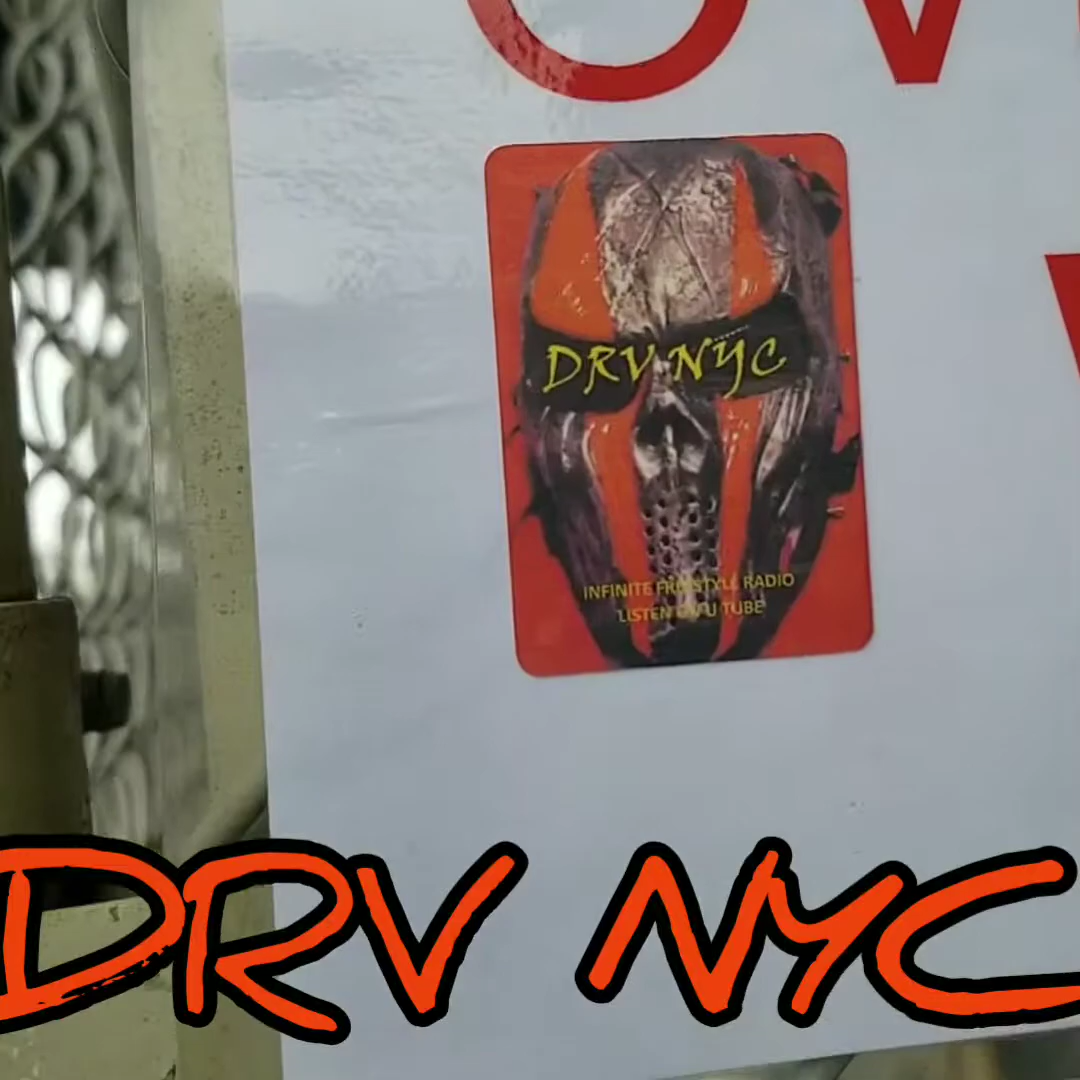 DRV NYC
INFINITE FREESTYLE RADIO
LISTEN ON U TUBE
DRV NYC